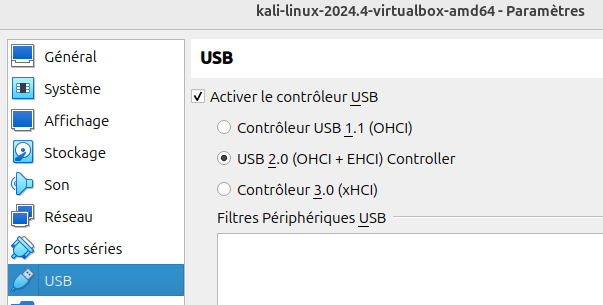 kali-linux-2024.4-virtualbox-amd64 - Paramètres
Général
Système
Affichage
Stockage
Son
Réseau
Ports séries
USB
USB
Activer le contrôleur USB
Contrôleur USB 1.1 (OHCI)
USB 2.0 (OHCI + EHCI) Controller
Contrôleur 3.0 (xHCI)
Filtres Périphériques USB